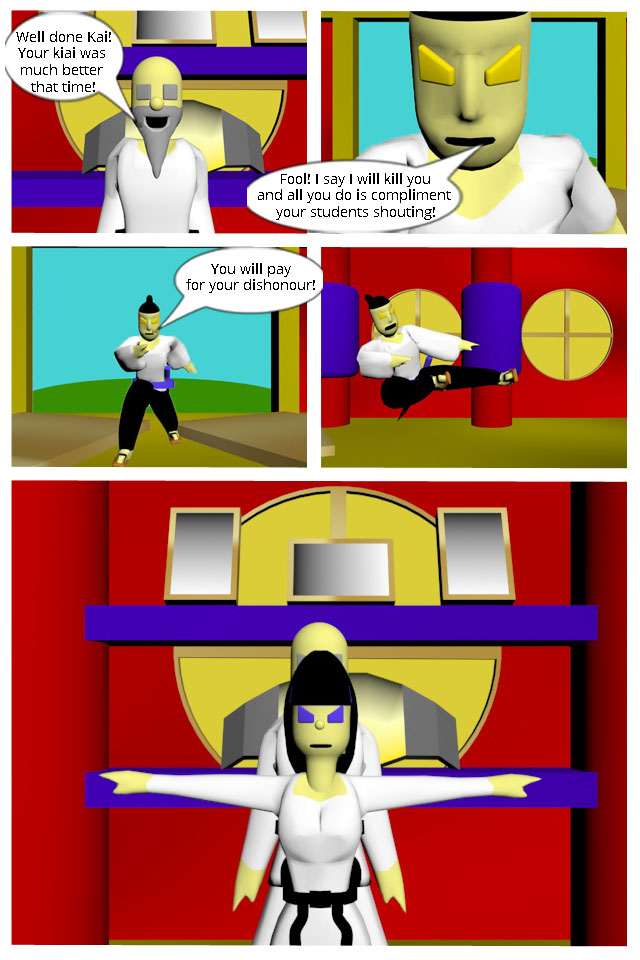 Well done Kai!
Your kiai was
much better
that time!
Fool! I say I will kill you
and all you do is compliment
your students shouting!
You will pay
for your dishonour!